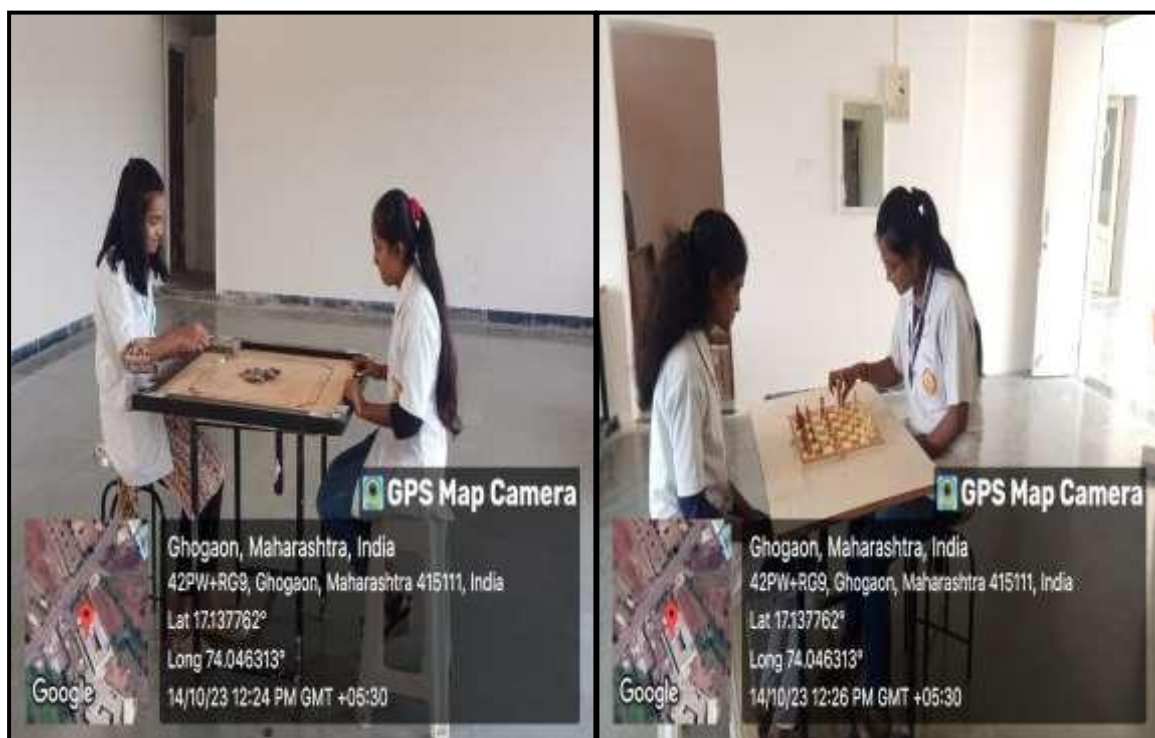 GPS Map Camera
Ghogaon, Maharashtra, India
42PW+RG9, Ghogaon, Maharashtra 415111, India
Lat 17.137762°
Long 74.046313°
14/10/23 12:24 PM GMT +05:30
Google
GPS Map Camera
Ghogaon, Maharashtra, India
42PW+RG9, Ghogaon, Maharashtra 415111, India
Lat 17.137762°
Long 74.046313°
14/10/23 12:26 PM GMT +05:30
Google